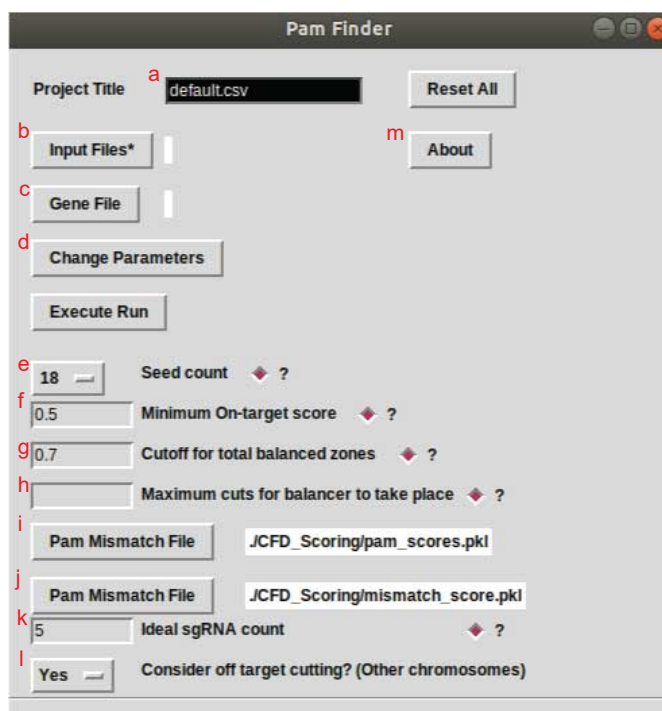 Pam Finder
Project Title a default.csv Reset All
b Input Files* m About
c Gene File
d Change Parameters
Execute Run
e 18 Seed count ?
f 0.5 Minimum On-target score ?
g 0.7 Cutoff for total balanced zones ?
h Maximum cuts for balancer to take place ?
i Pam Mismatch File ./CFD_Scoring/pam_scores.pkl
j Pam Mismatch File ./CFD_Scoring/mismatch_score.pkl
k 5 Ideal sgRNA count ?
l Yes Consider off target cutting? (Other chromosomes)